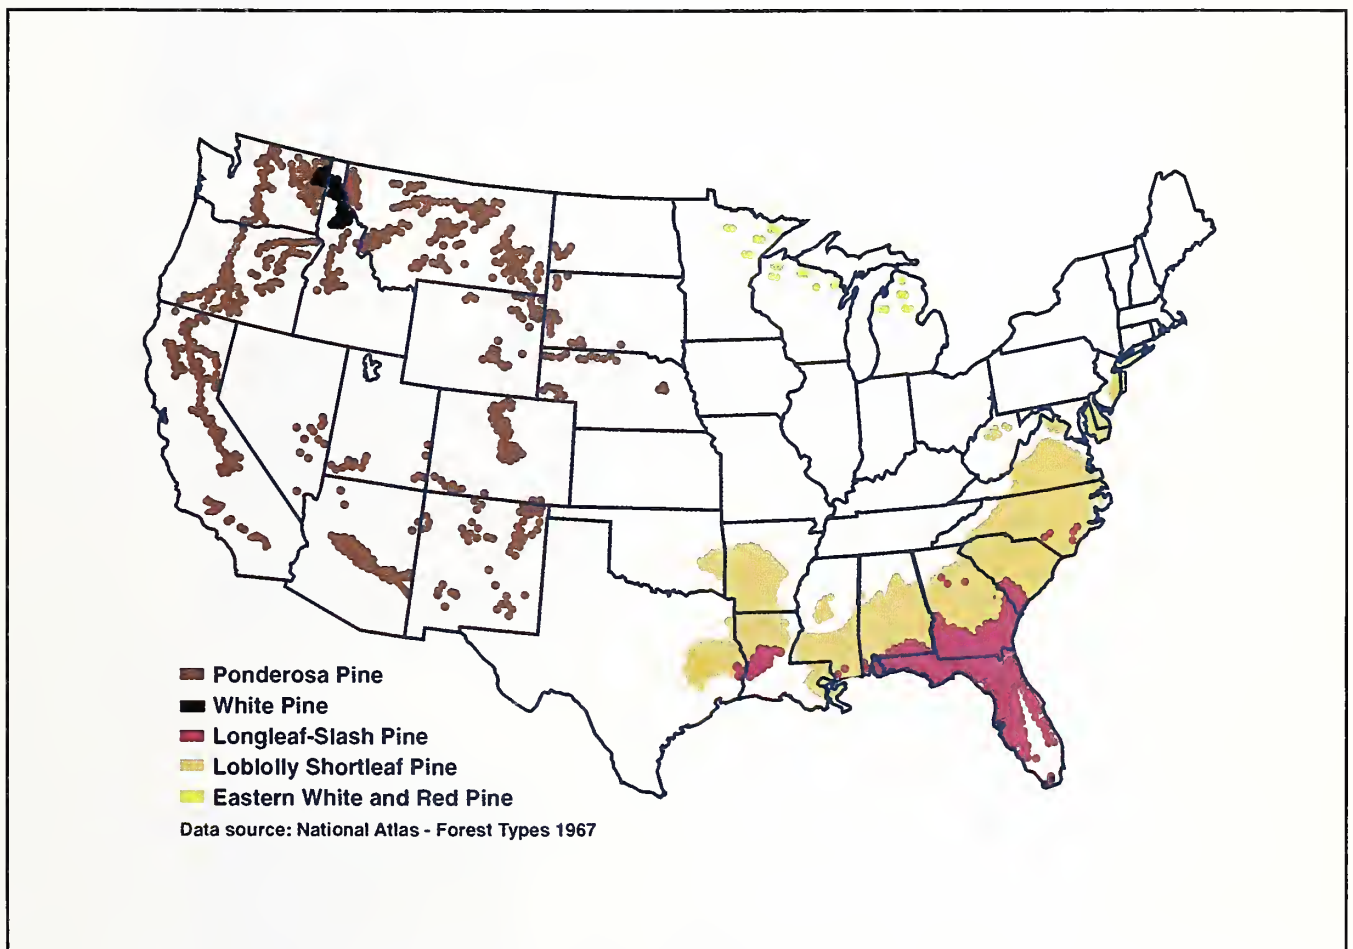 Ponderosa Pine
White Pine
Longleaf-Slash Pine
Loblolly Shortleaf Pine
Eastern White and Red Pine
Data source: National Atlas - Forest Types 1967